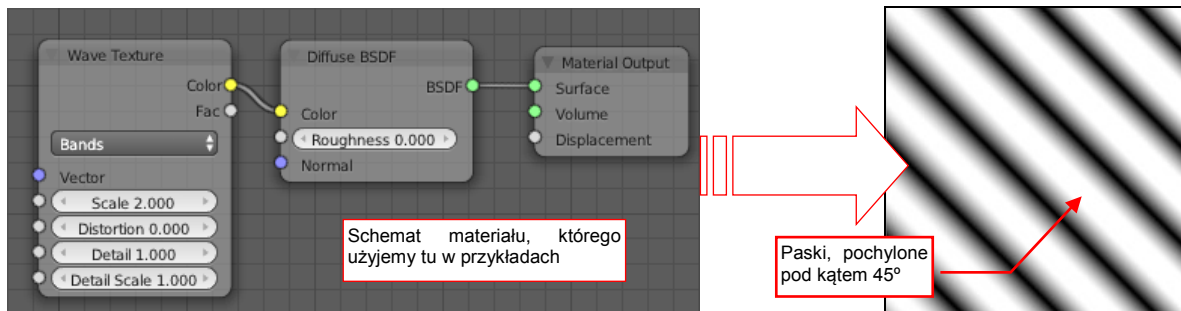 Wave Texture
Color
Fac
Bands
Vector
Scale 2.000
Distortion 0.000
Detail 1.000
Detail Scale 1.000
Diffuse BSDF
BSDF
Color
Roughness 0.000
Normal
Material Output
Surface
Volume
Displacement
Schemat materiału, którego
użyjemy tu w przykładach
Paski, pochylone
pod kątem 45º